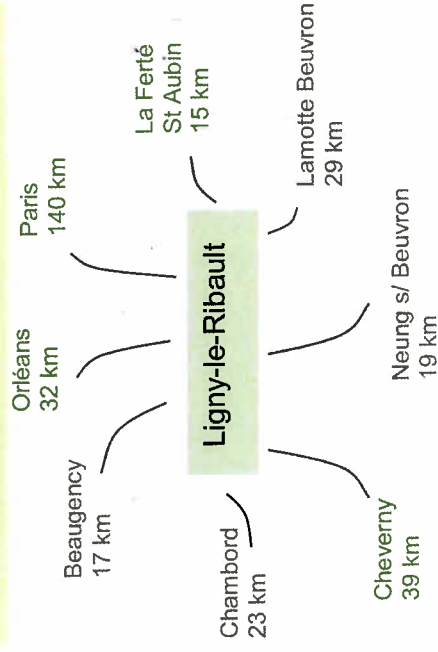 Orléans
32 km
Paris
140 km
La Ferté
St Aubin
15 km
Beaugency
17 km
Ligny-le-Ribault
Chambord
23 km
Lamotte Beuvron
29 km
Cheverny
39 km
Neung s/ Beuvron
19 km